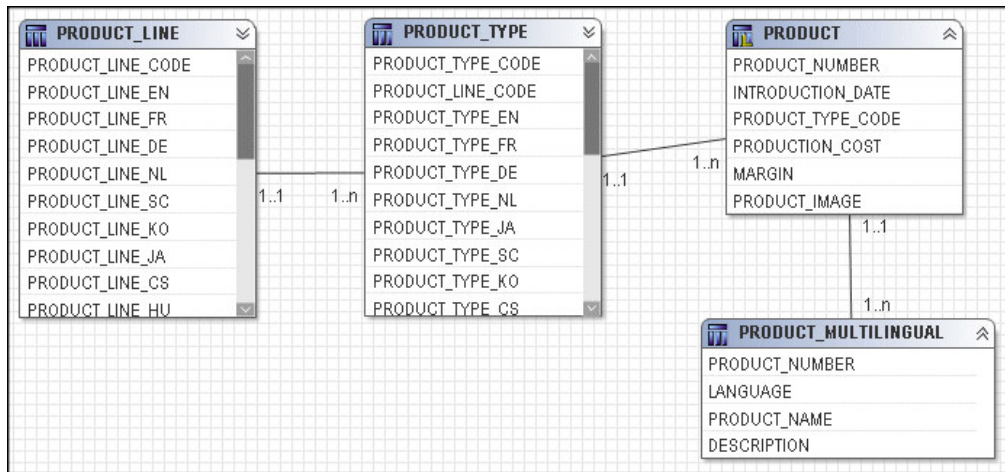 PRODUCT_LINE
PRODUCT_LINE_CODE
PRODUCT_LINE_EN
PRODUCT_LINE_FR
PRODUCT_LINE_DE
PRODUCT_LINE_NL
PRODUCT_LINE_SC
PRODUCT_LINE_KO
PRODUCT_LINE_JA
PRODUCT_LINE_CS
PRODUCT_LINE_HU
1..1
1..n
PRODUCT_TYPE
PRODUCT_TYPE_CODE
PRODUCT_LINE_CODE
PRODUCT_TYPE_EN
PRODUCT_TYPE_FR
PRODUCT_TYPE_DE
PRODUCT_TYPE_NL
PRODUCT_TYPE_JA
PRODUCT_TYPE_SC
PRODUCT_TYPE_KO
PRODUCT_TYPE_CS
1..1
1..n
PRODUCT
PRODUCT_NUMBER
INTRODUCTION_DATE
PRODUCT_TYPE_CODE
PRODUCTION_COST
MARGIN
PRODUCT_IMAGE
1..1
1..n
PRODUCT_MULTILINGUAL
PRODUCT_NUMBER
LANGUAGE
PRODUCT_NAME
DESCRIPTION